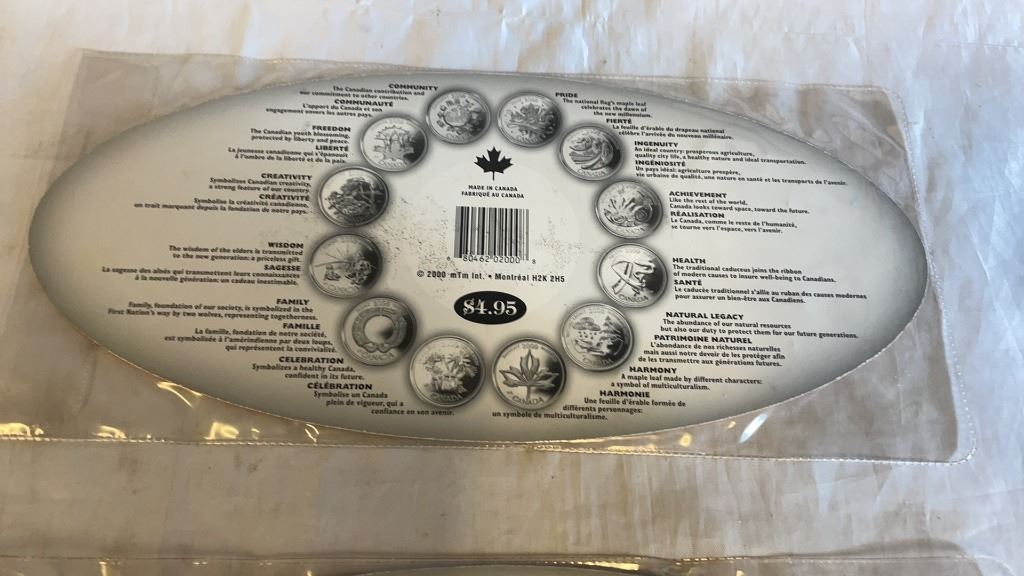 COMMUNITY
The Canadian contribution and
our commitment to other countries.
COMMUNAUTÉ
L'apport du Canada et son
engagement envers les autres pays.
FREEDOM
The Canadian youth blossoming,
protected by liberty and peace.
LIBERTÉ
La jeunesse canadienne qui s'épanouit
à l'ombre de la liberté et de la paix.
CREATIVITY
Symbolizes Canadian creativity,
a strong feature of our country.
CRÉATIVITÉ
Symbolise la créativité canadienne,
un trait marquant depuis la fondation de notre pays.
WISDOM
The wisdom of the elders is transmitted
to the new generation: a priceless gift.
SAGESSE
La sagesse des aînés qui transmettent leurs connaissances
à la nouvelle génération: un cadeau inestimable.
FAMILY
Family, foundation of our society, is symbolized in the
First Nation's way by two wolves, representing togetherness.
FAMILLE
La famille, fondation de notre société,
est symbolisée à l'amérindienne par deux loups,
qui représentent la convivialité.
CELEBRATION
Symbolizes a healthy Canada,
confident in its future.
CÉLÉBRATION
Symbolise un Canada
plein de vigueur, qui a
confiance en son avenir.
PRIDE
The national flag's maple leaf
celebrates the dawn of
the new millennium.
FIERTÉ
La feuille d'érable du drapeau national
célèbre l'arrivée du nouveau millénaire.
INGENUITY
An ideal country: prosperous agriculture,
quality city life, a healthy nature and ideal transportation.
INGÉNIOSITÉ
Un pays idéal: agriculture prospère,
vie urbaine de qualité, une nature en santé et les transports de l'avenir.
ACHIEVEMENT
Like the rest of the world,
Canada looks toward space, toward the future.
RÉALISATION
Le Canada, comme le reste de l'humanité,
se tourne vers l'espace, vers l'avenir.
HEALTH
The traditional caduceus joins the ribbon
of modern causes to insure well-being to Canadians.
SANTÉ
Le caducée traditionnel s'allie au ruban des causes modernes
pour assurer un bien-être aux Canadiens.
NATURAL LEGACY
The abundance of our natural resources
but also our duty to protect them for our future generations.
PATRIMOINE NATUREL
L'abondance de nos richesses naturelles
mais aussi notre devoir de les protéger afin
de les transmettre aux générations futures.
HARMONY
A maple leaf made by different characters:
a symbol of multiculturalism.
HARMONIE
Une feuille d'érable formée de
différents personnages:
un symbole de multiculturalisme.
MADE IN CANADA
FABRIQUÉ AU CANADA
80462 02000 8
© 2000 mTm Int. • Montréal H2K 2H5
$4.95
CANADA
CANADA
CANADA
CANADA
CANADA